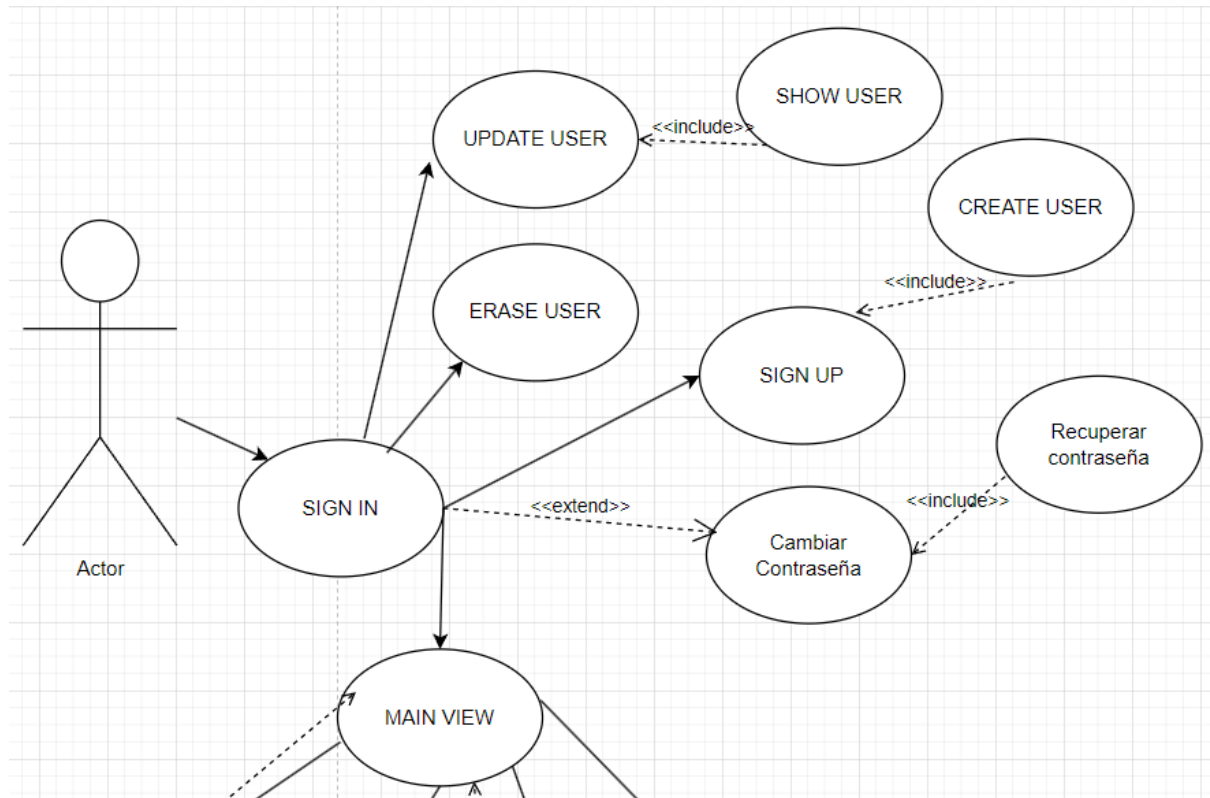 SHOW USER
<<include>>
UPDATE USER
CREATE USER
<<include>>
ERASE USER
SIGN UP
Recuperar
contraseña
<<include>>
SIGN IN
<<extend>>
Cambiar
Contraseña
Actor
MAIN VIEW